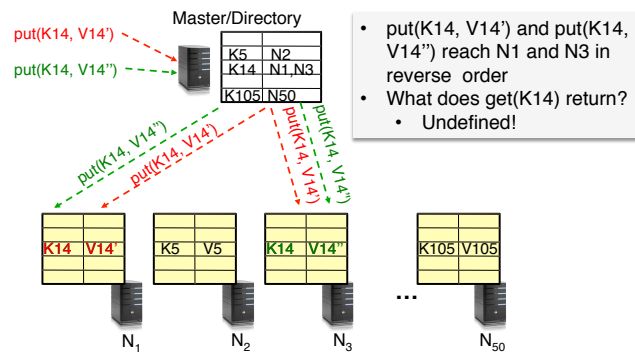 Master/Directory
put(K14, V14’)
put(K14, V14’’)
K5 N2
K14 N1,N3
K105 N50
• put(K14, V14’) and put(K14,
V14’’) reach N1 and N3 in
reverse order
• What does get(K14) return?
• Undefined!
put(K14, V14’’)
put(K14, V14’)
put(K14, V14’)
put(K14, V14’’)
K14 V14’
K5 V5
K14 V14’’
K105 V105
...
N1
N2
N3
N50